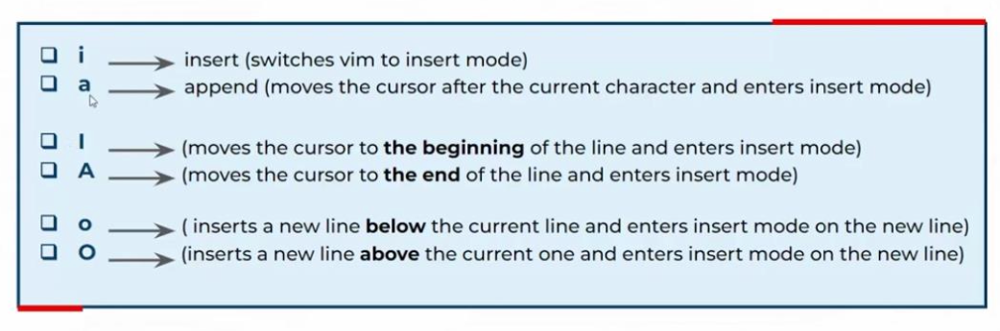 i insert (switches vim to insert mode)
a append (moves the cursor after the current character and enters insert mode)
I (moves the cursor to the beginning of the line and enters insert mode)
A (moves the cursor to the end of the line and enters insert mode)
o ( inserts a new line below the current line and enters insert mode on the new line)
O (inserts a new line above the current one and enters insert mode on the new line)